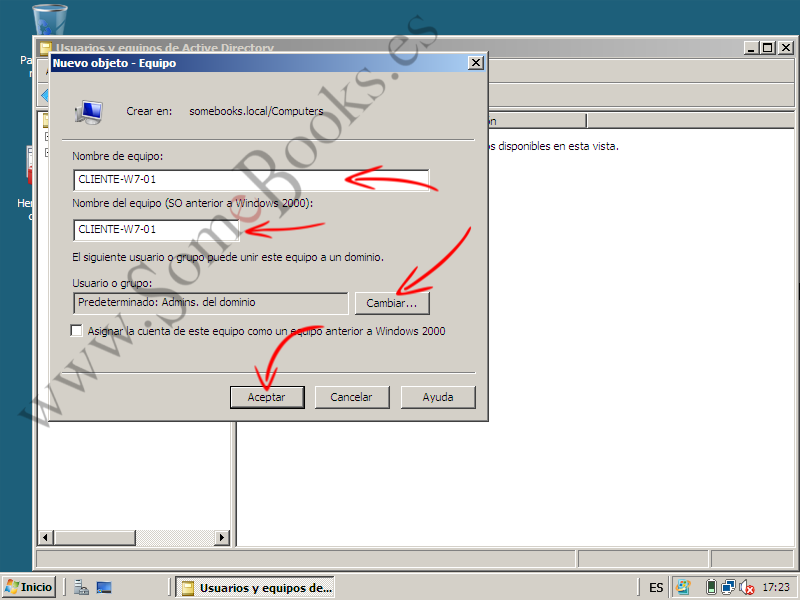 Usuarios y equipos de Active Directory
Nuevo objeto - Equipo
Crear en: somebooks.local/Computers
os disponibles en esta vista.
Nombre de equipo:
CLIENTE-W7-01
Nombre del equipo (SO anterior a Windows 2000):
CLIENTE-W7-01
El siguiente usuario o grupo puede unir este equipo a un dominio.
Usuario o grupo:
Predeterminado: Admins. del dominio
Cambiar...
Asignar la cuenta de este equipo como un equipo anterior a Windows 2000
Aceptar Cancelar Ayuda
www.SomeBooks.es
Inicio
Usuarios y equipos de...
ES
17:23